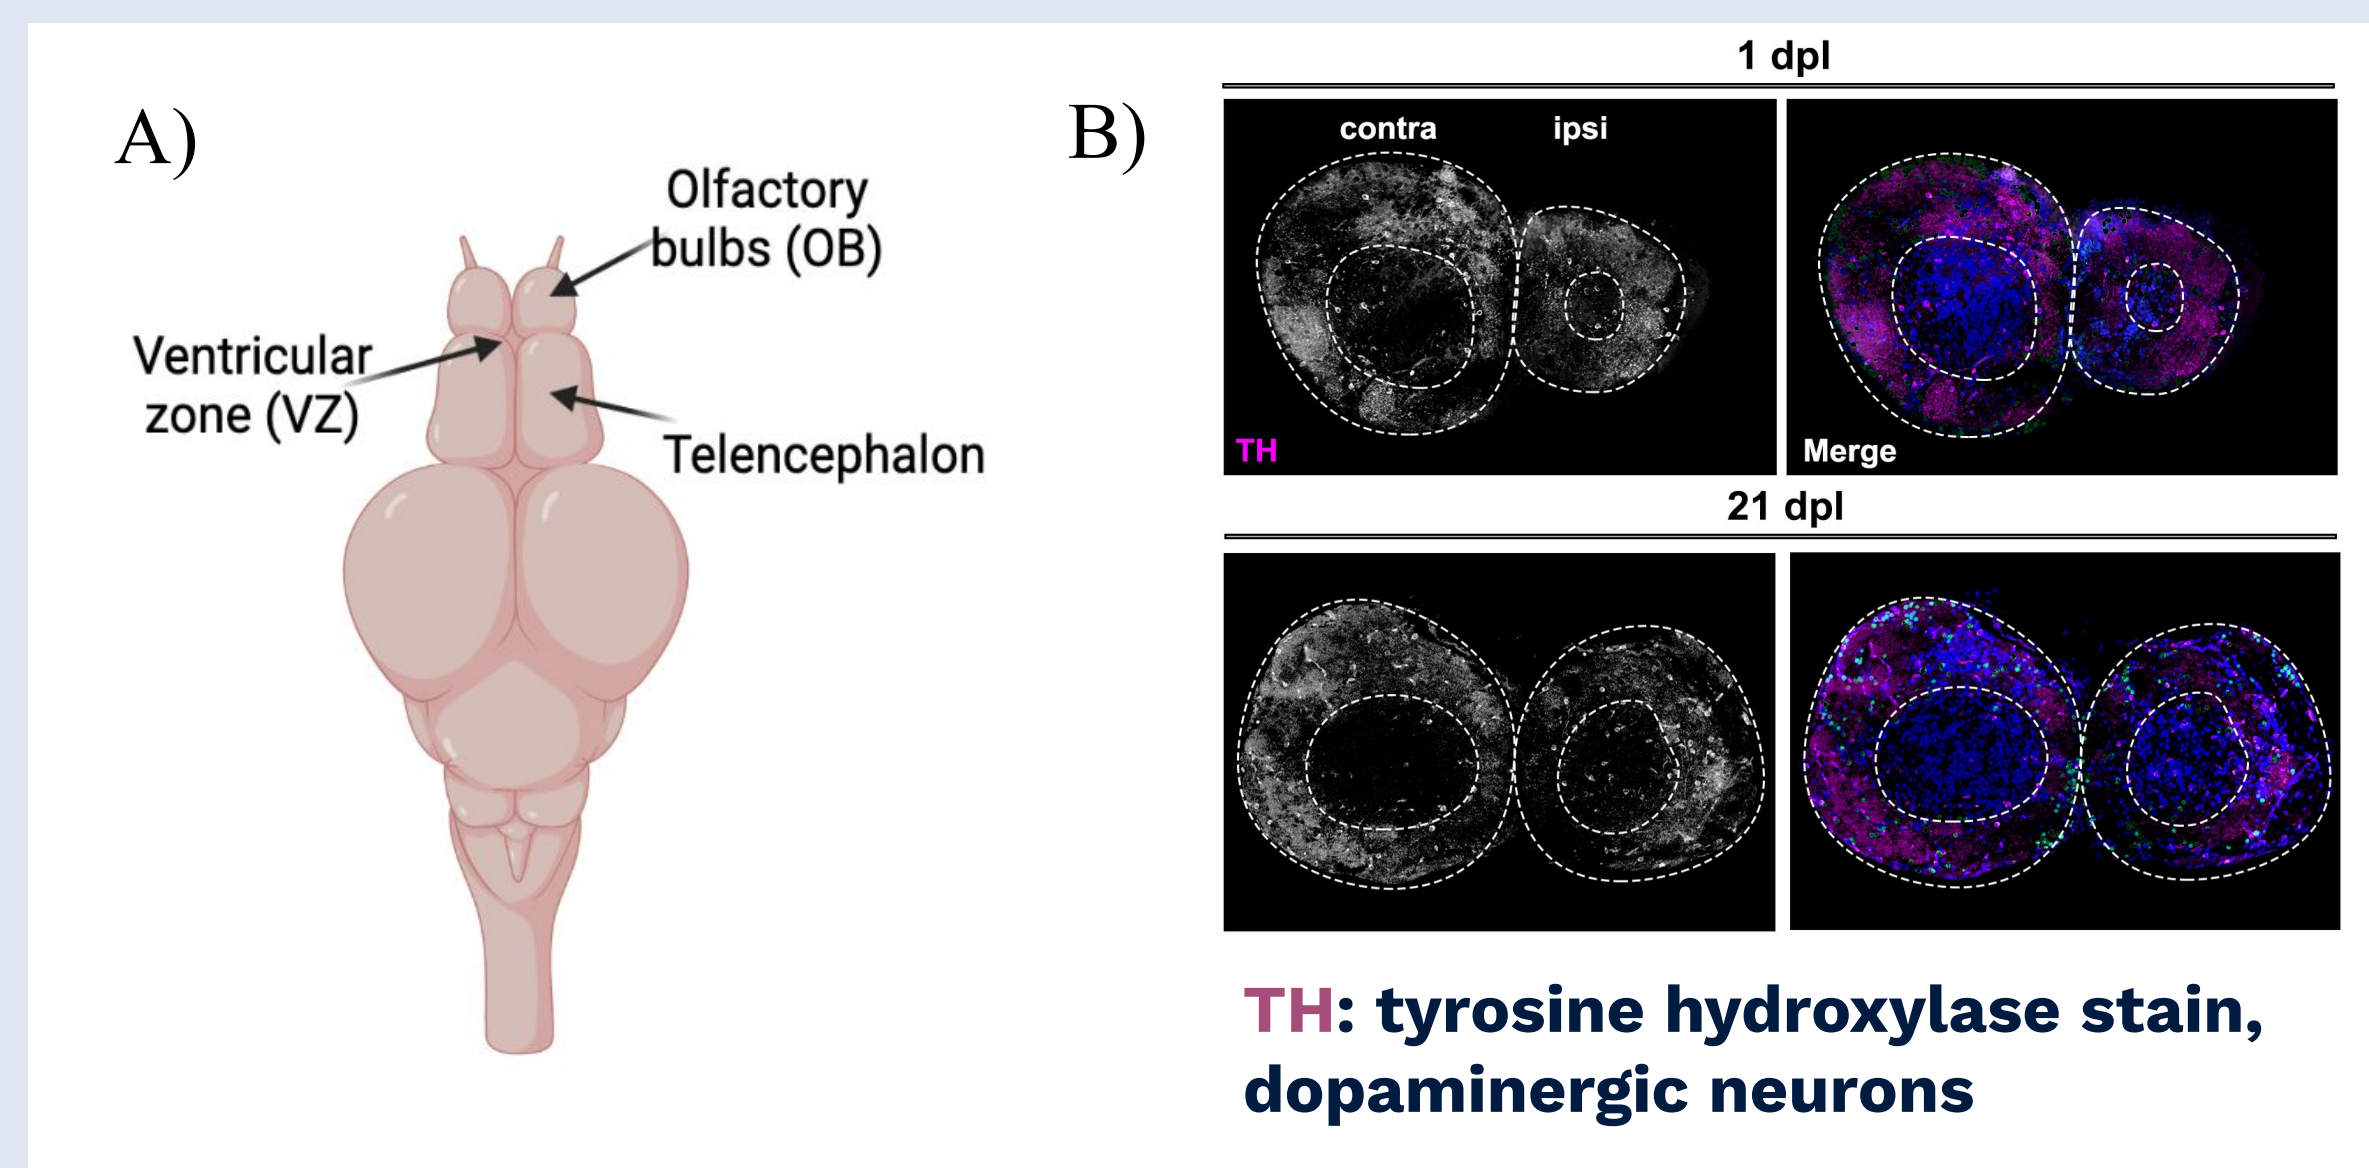 A)
Olfactory
bulbs (OB)
Ventricular
zone (VZ)
Telencephalon
B)
1 dpl
contra
ipsi
TH
Merge
21 dpl
TH: tyrosine hydroxylase stain,
dopaminergic neurons